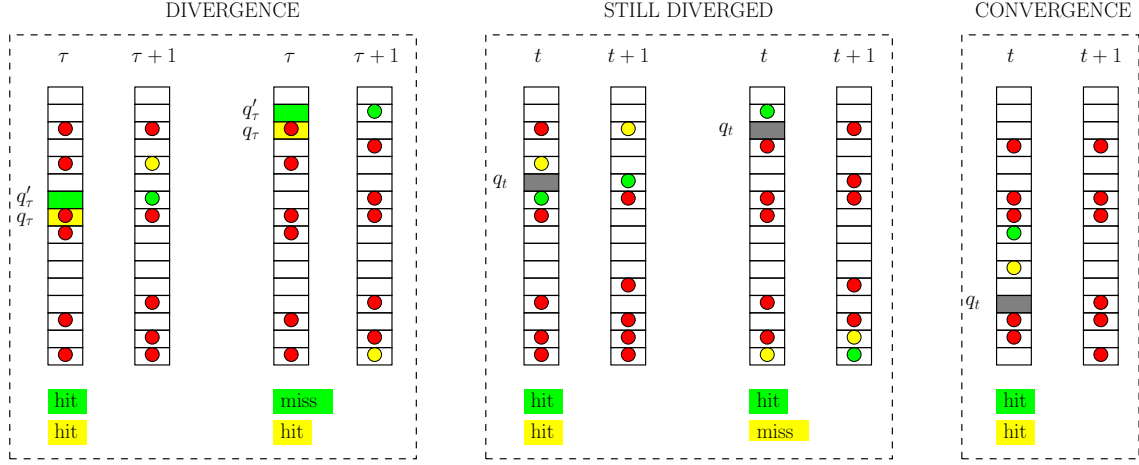 DIVERGENCE
STILL DIVERGED
CONVERGENCE
τ τ + 1 τ τ + 1
t t + 1 t t + 1
t t + 1
q′τ
qτ
q′τ
qτ
qt
qt
qt
hit
hit
miss
hit
hit
hit
hit
miss
hit
hit